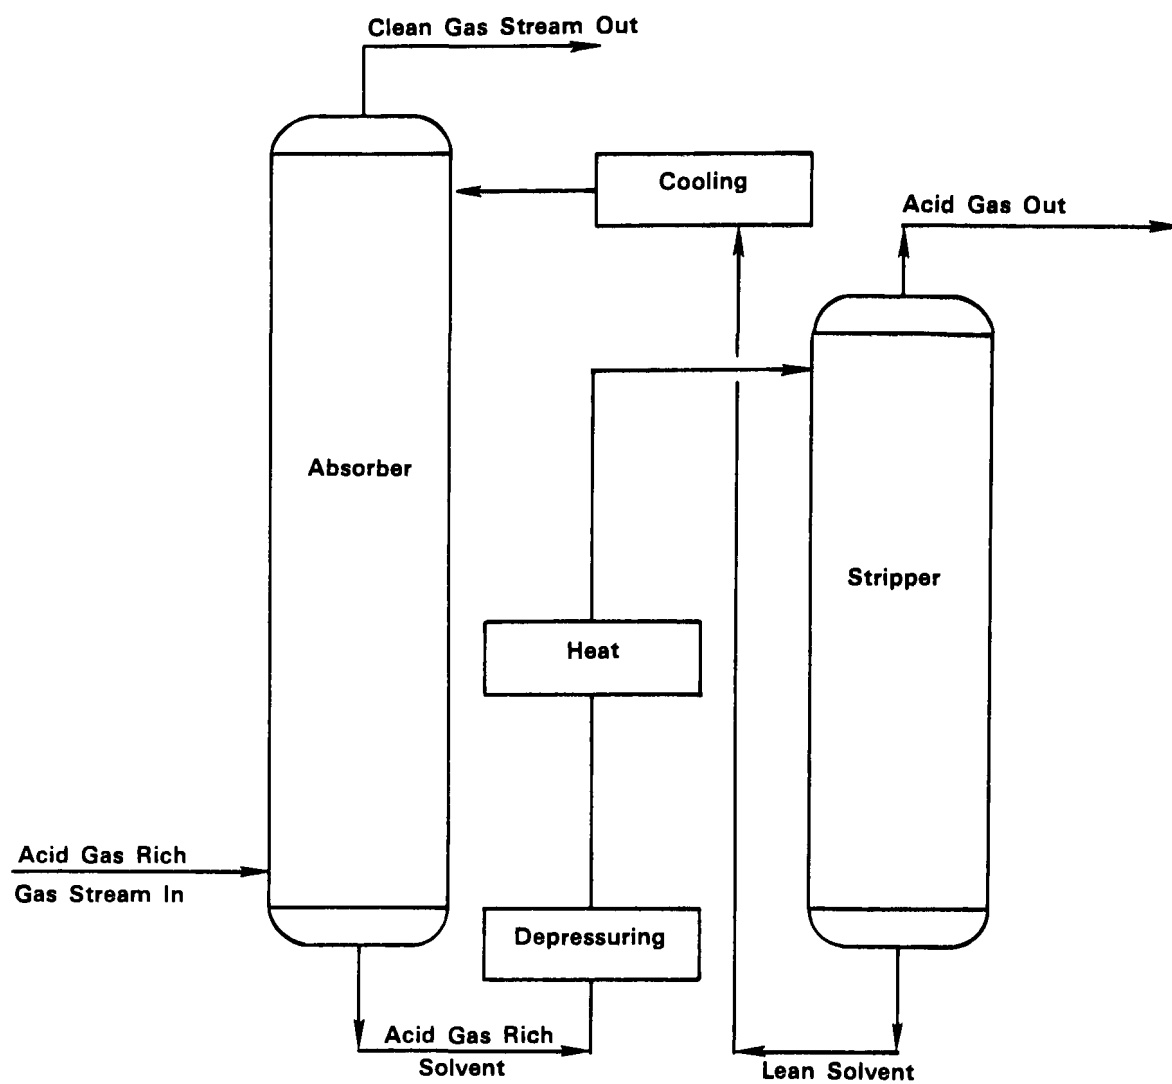 Clean Gas Stream Out
Cooling
Acid Gas Out
Absorber
Stripper
Heat
Acid Gas Rich
Gas Stream In
Depressuring
Acid Gas Rich
Solvent
Lean Solvent